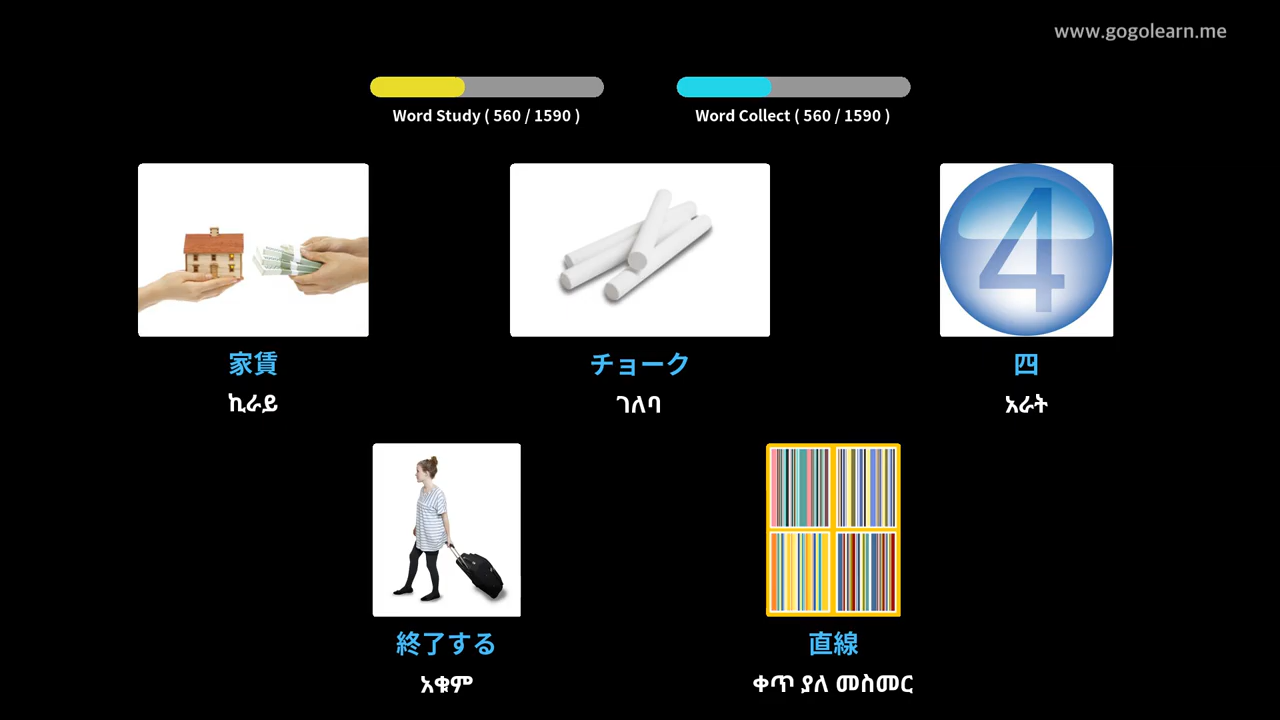 www.gogolearn.me
Word Study ( 560 / 1590 )
Word Collect ( 560 / 1590 )
家賃
ኪራይ
チョーク
ገለባ
四
4
አራት
終了する
አቁም
直線
ቀጥ ያለ መስመር